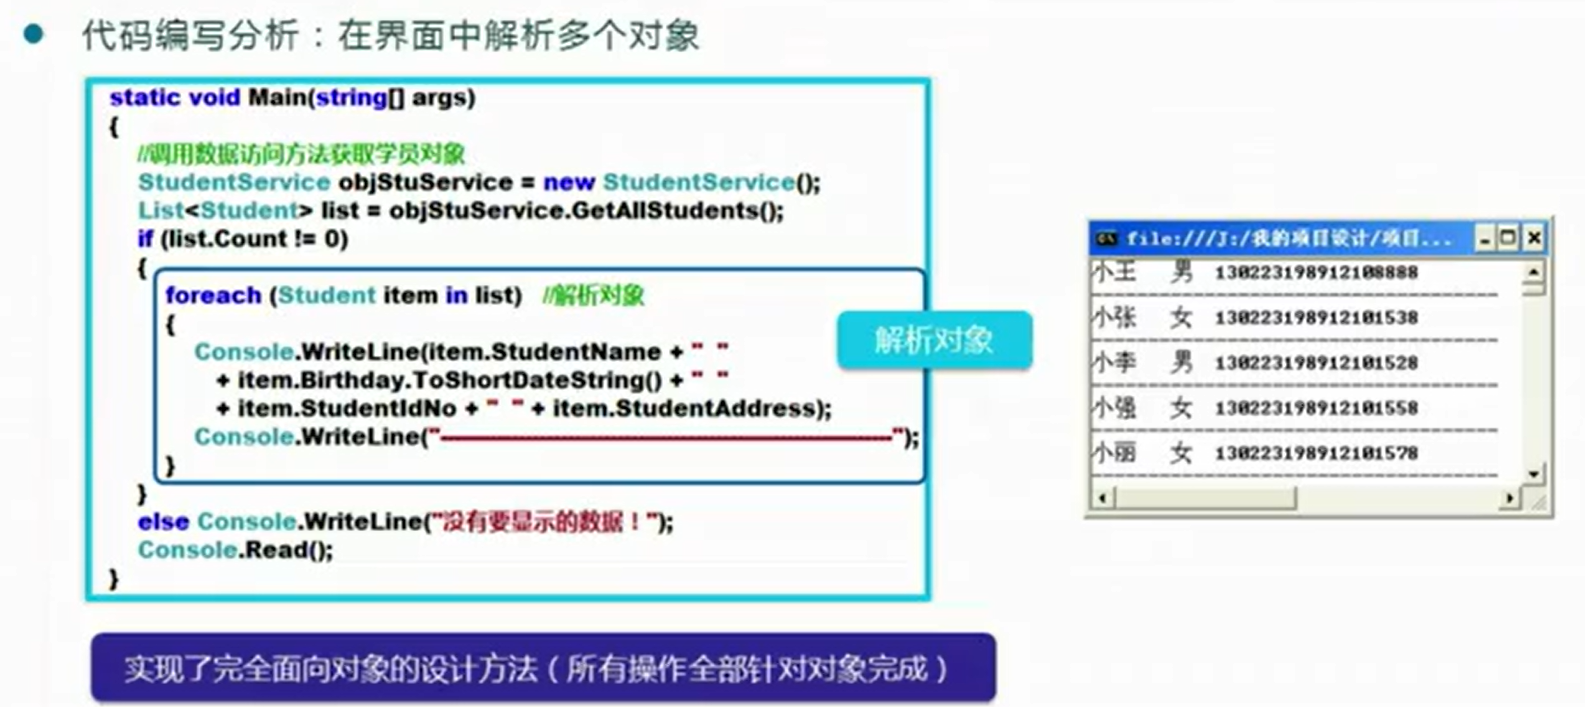 代码编写分析：在界面中解析多个对象
static void Main(string[] args)
{
//调用数据访问方法获取学员对象
StudentService objStuService = new StudentService();
List<Student> list = objStuService.GetAllStudents();
if (list.Count != 0)
{
foreach (Student item in list) //解析对象
{
Console.WriteLine(item.StudentName + "  "
+ item.Birthday.ToShortDateString() + "  "
+ item.StudentIdNo + "  " + item.StudentAddress);
Console.WriteLine("----------------------------------------------------");
}
}
else Console.WriteLine("没有要显示的数据！");
Console.Read();
}
解析对象
file:///J:/我的项目设计/项目...
小王 男 130223198912108888
小张 女 130223198912101538
小李 男 130223198912101528
小强 女 130223198912101558
小丽 女 130223198912101578
实现了完全面向对象的设计方法（所有操作全部针对对象完成）